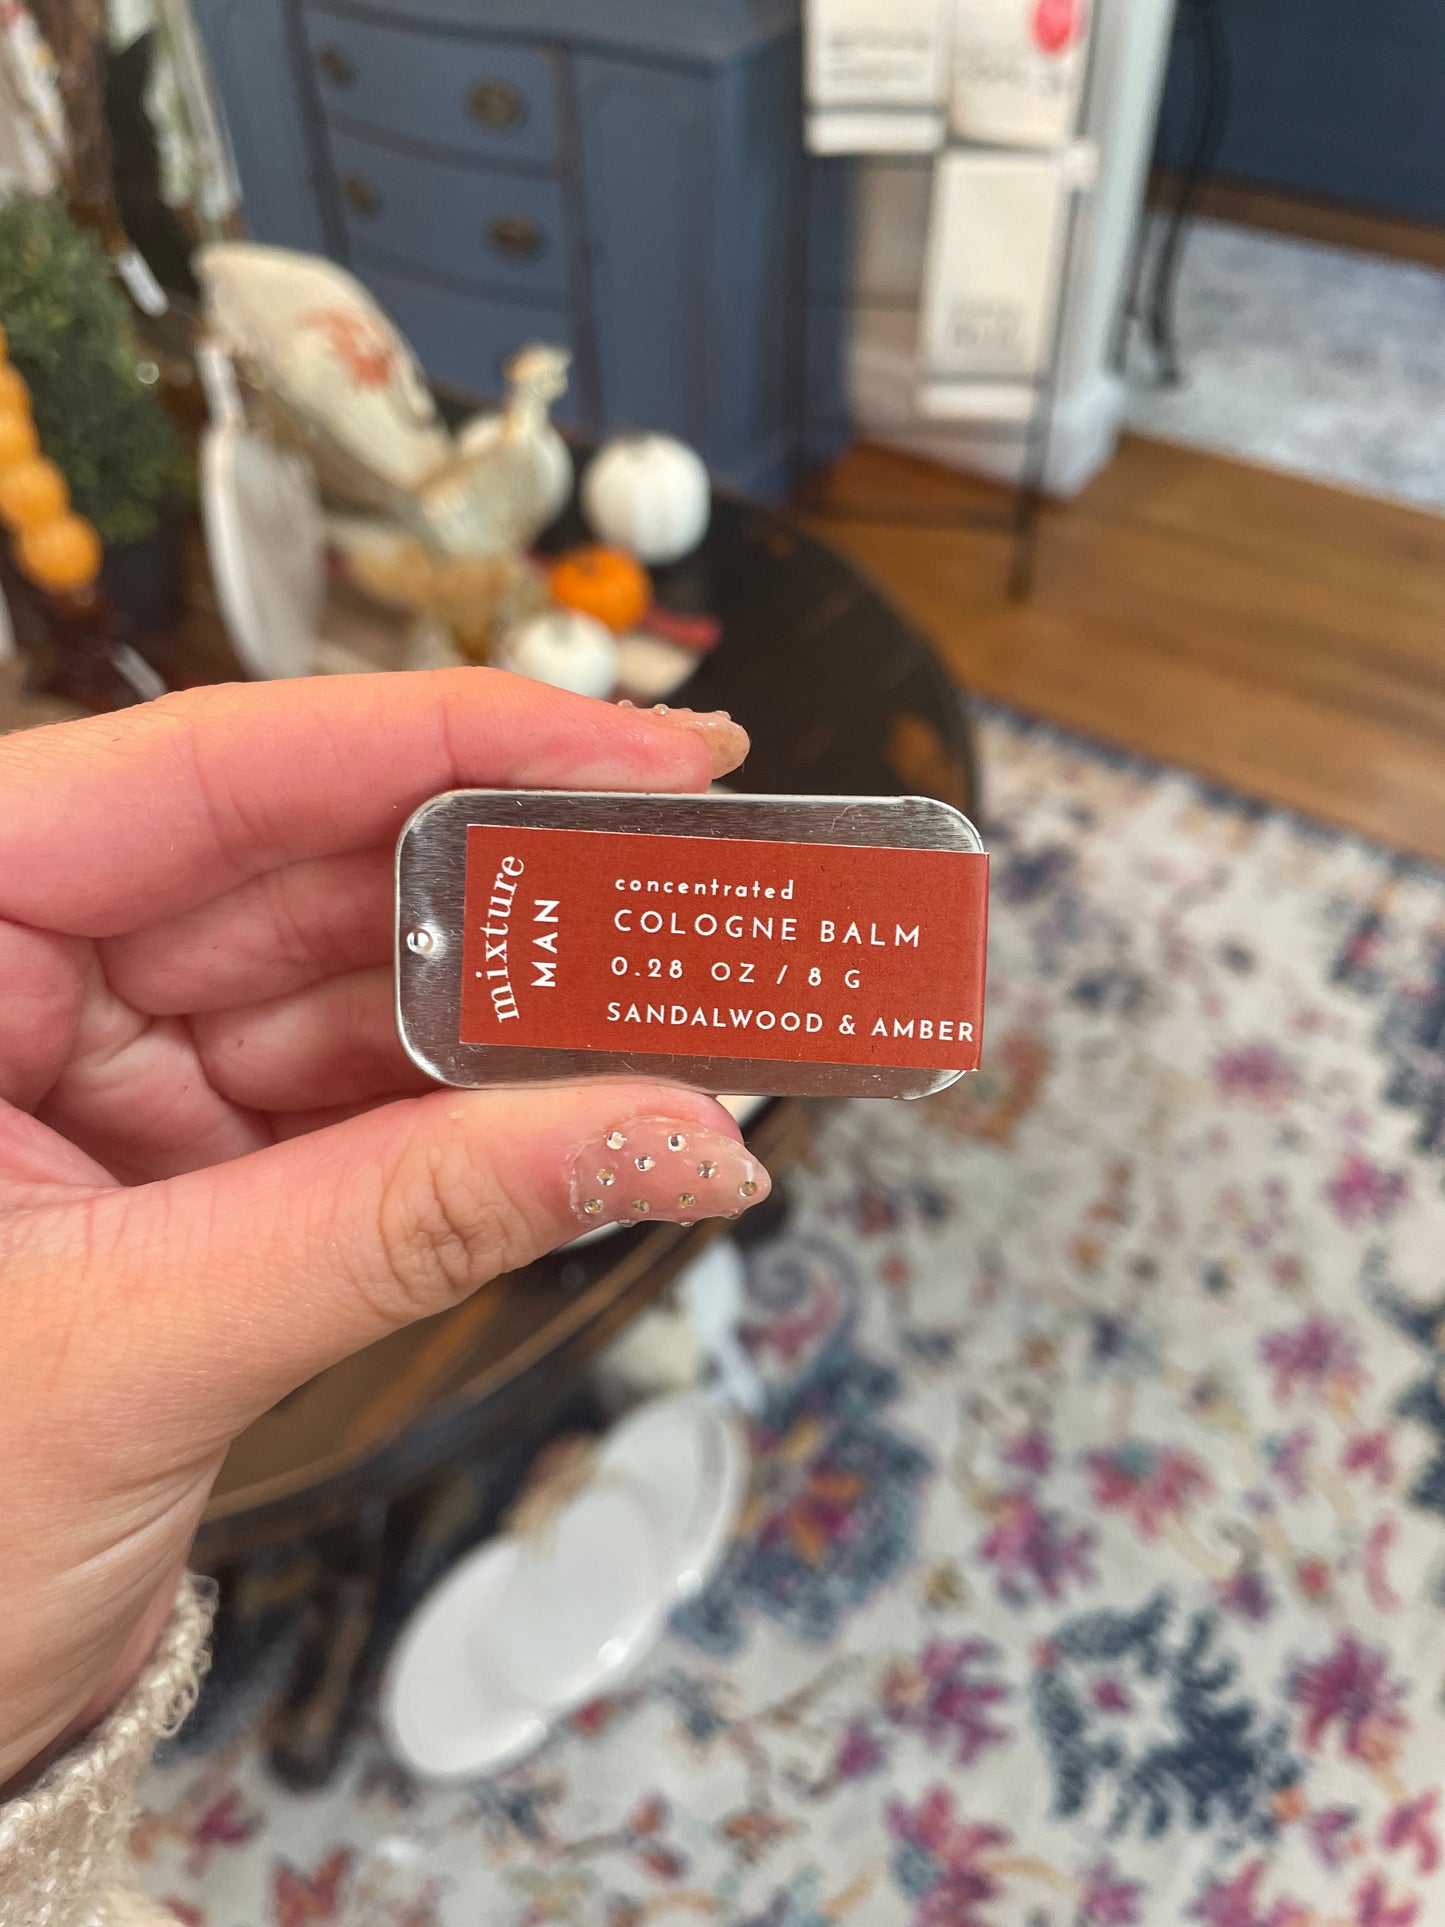 mixture
MAN
concentrated
COLOGNE BALM
0.28 OZ / 8 G
SANDALWOOD & AMBER